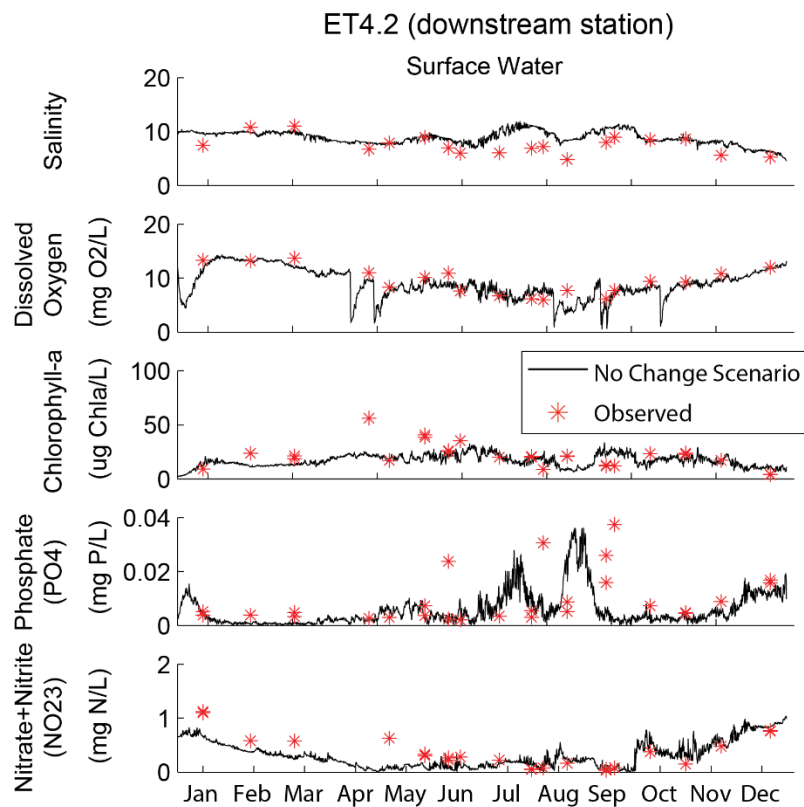 ET4.2 (downstream station)
Surface Water
Salinity
20
10
0
Dissolved
Oxygen
(mg O2/L)
20
10
0
Chlorophyll-a
(ug Chla/L)
100
50
0
No Change Scenario
Observed
Phosphate
(PO4)
(mg P/L)
0.04
0.02
0
Nitrate+Nitrite
(NO23)
(mg N/L)
2
1
0
Jan Feb Mar Apr May Jun Jul Aug Sep Oct Nov Dec